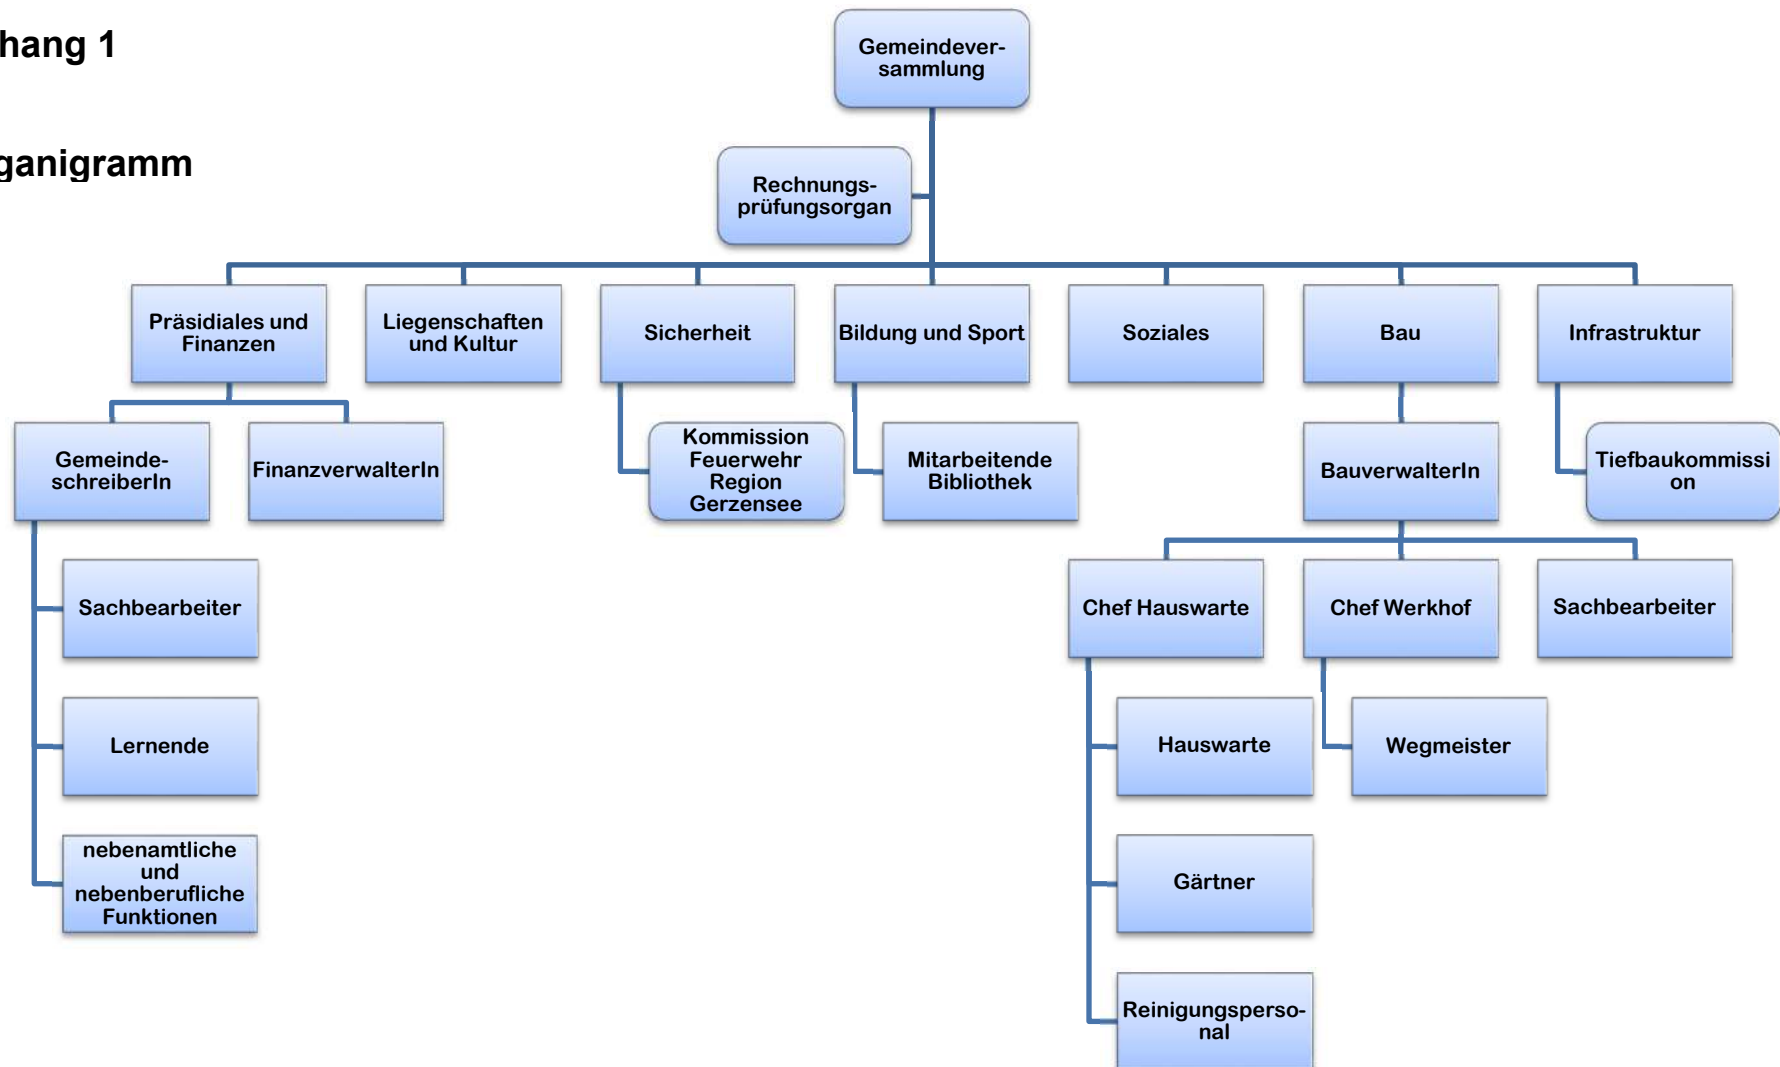 hang 1
ganigramm
Gemeindever-
sammlung
Rechnungs-
prüfungsorgan
Präsidiales und
Finanzen
Liegenschaften
und Kultur
Sicherheit
Bildung und Sport
Soziales
Bau
Infrastruktur
Gemeinde-
schreiberIn
FinanzverwalterIn
Kommission
Feuerwehr
Region
Gerzensee
Mitarbeitende
Bibliothek
BauverwalterIn
Tiefbaukommissi
on
Sachbearbeiter
Chef Hauswarte
Chef Werkhof
Sachbearbeiter
Lernende
Hauswarte
Wegmeister
nebenamtliche
und
nebenberufliche
Funktionen
Gärtner
Reinigungsperso-
nal